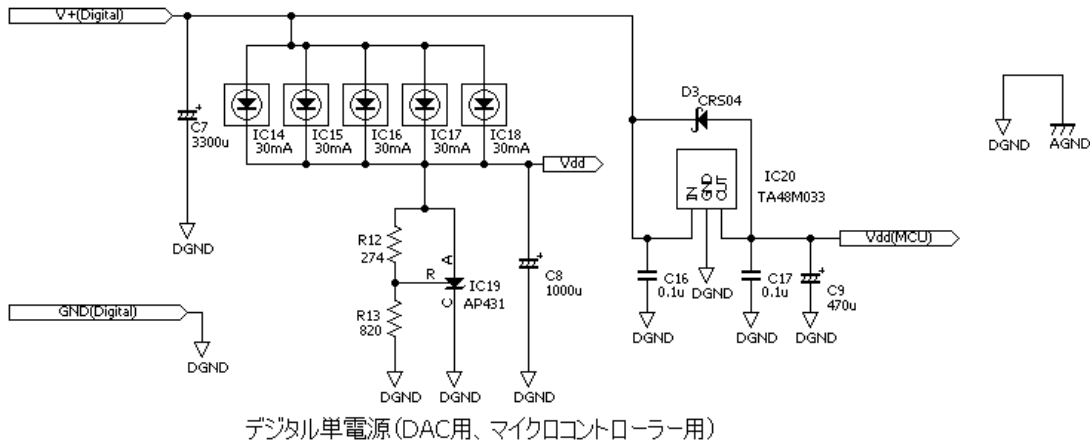 V+(Digital)
C7
3300u
DGND
IC14
30mA
IC15
30mA
IC16
30mA
IC17
30mA
IC18
30mA
Vdd
R12
274
R13
820
R
A
C
IC19
AP431
C8
1000u
DGND
DGND
DGND
GND(Digital)
DGND
D3
CRS04
IN
GND
OUT
IC20
TA48M033
Vdd(MCU)
C16
0.1u
DGND
DGND
C17
0.1u
DGND
C9
470u
DGND
DGND
AGND
デジタル単電源(DAC用、マイクロコントローラー用)